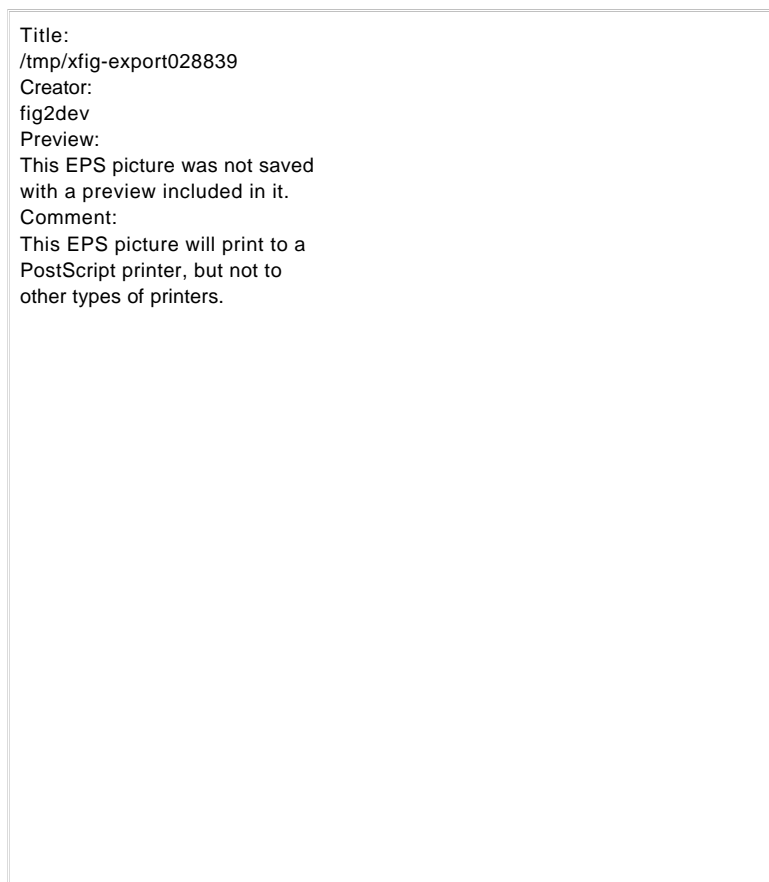 Title:
/tmp/xfig-export028839
Creator:
fig2dev
Preview:
This EPS picture was not saved
with a preview included in it.
Comment:
This EPS picture will print to a
PostScript printer, but not to
other types of printers.